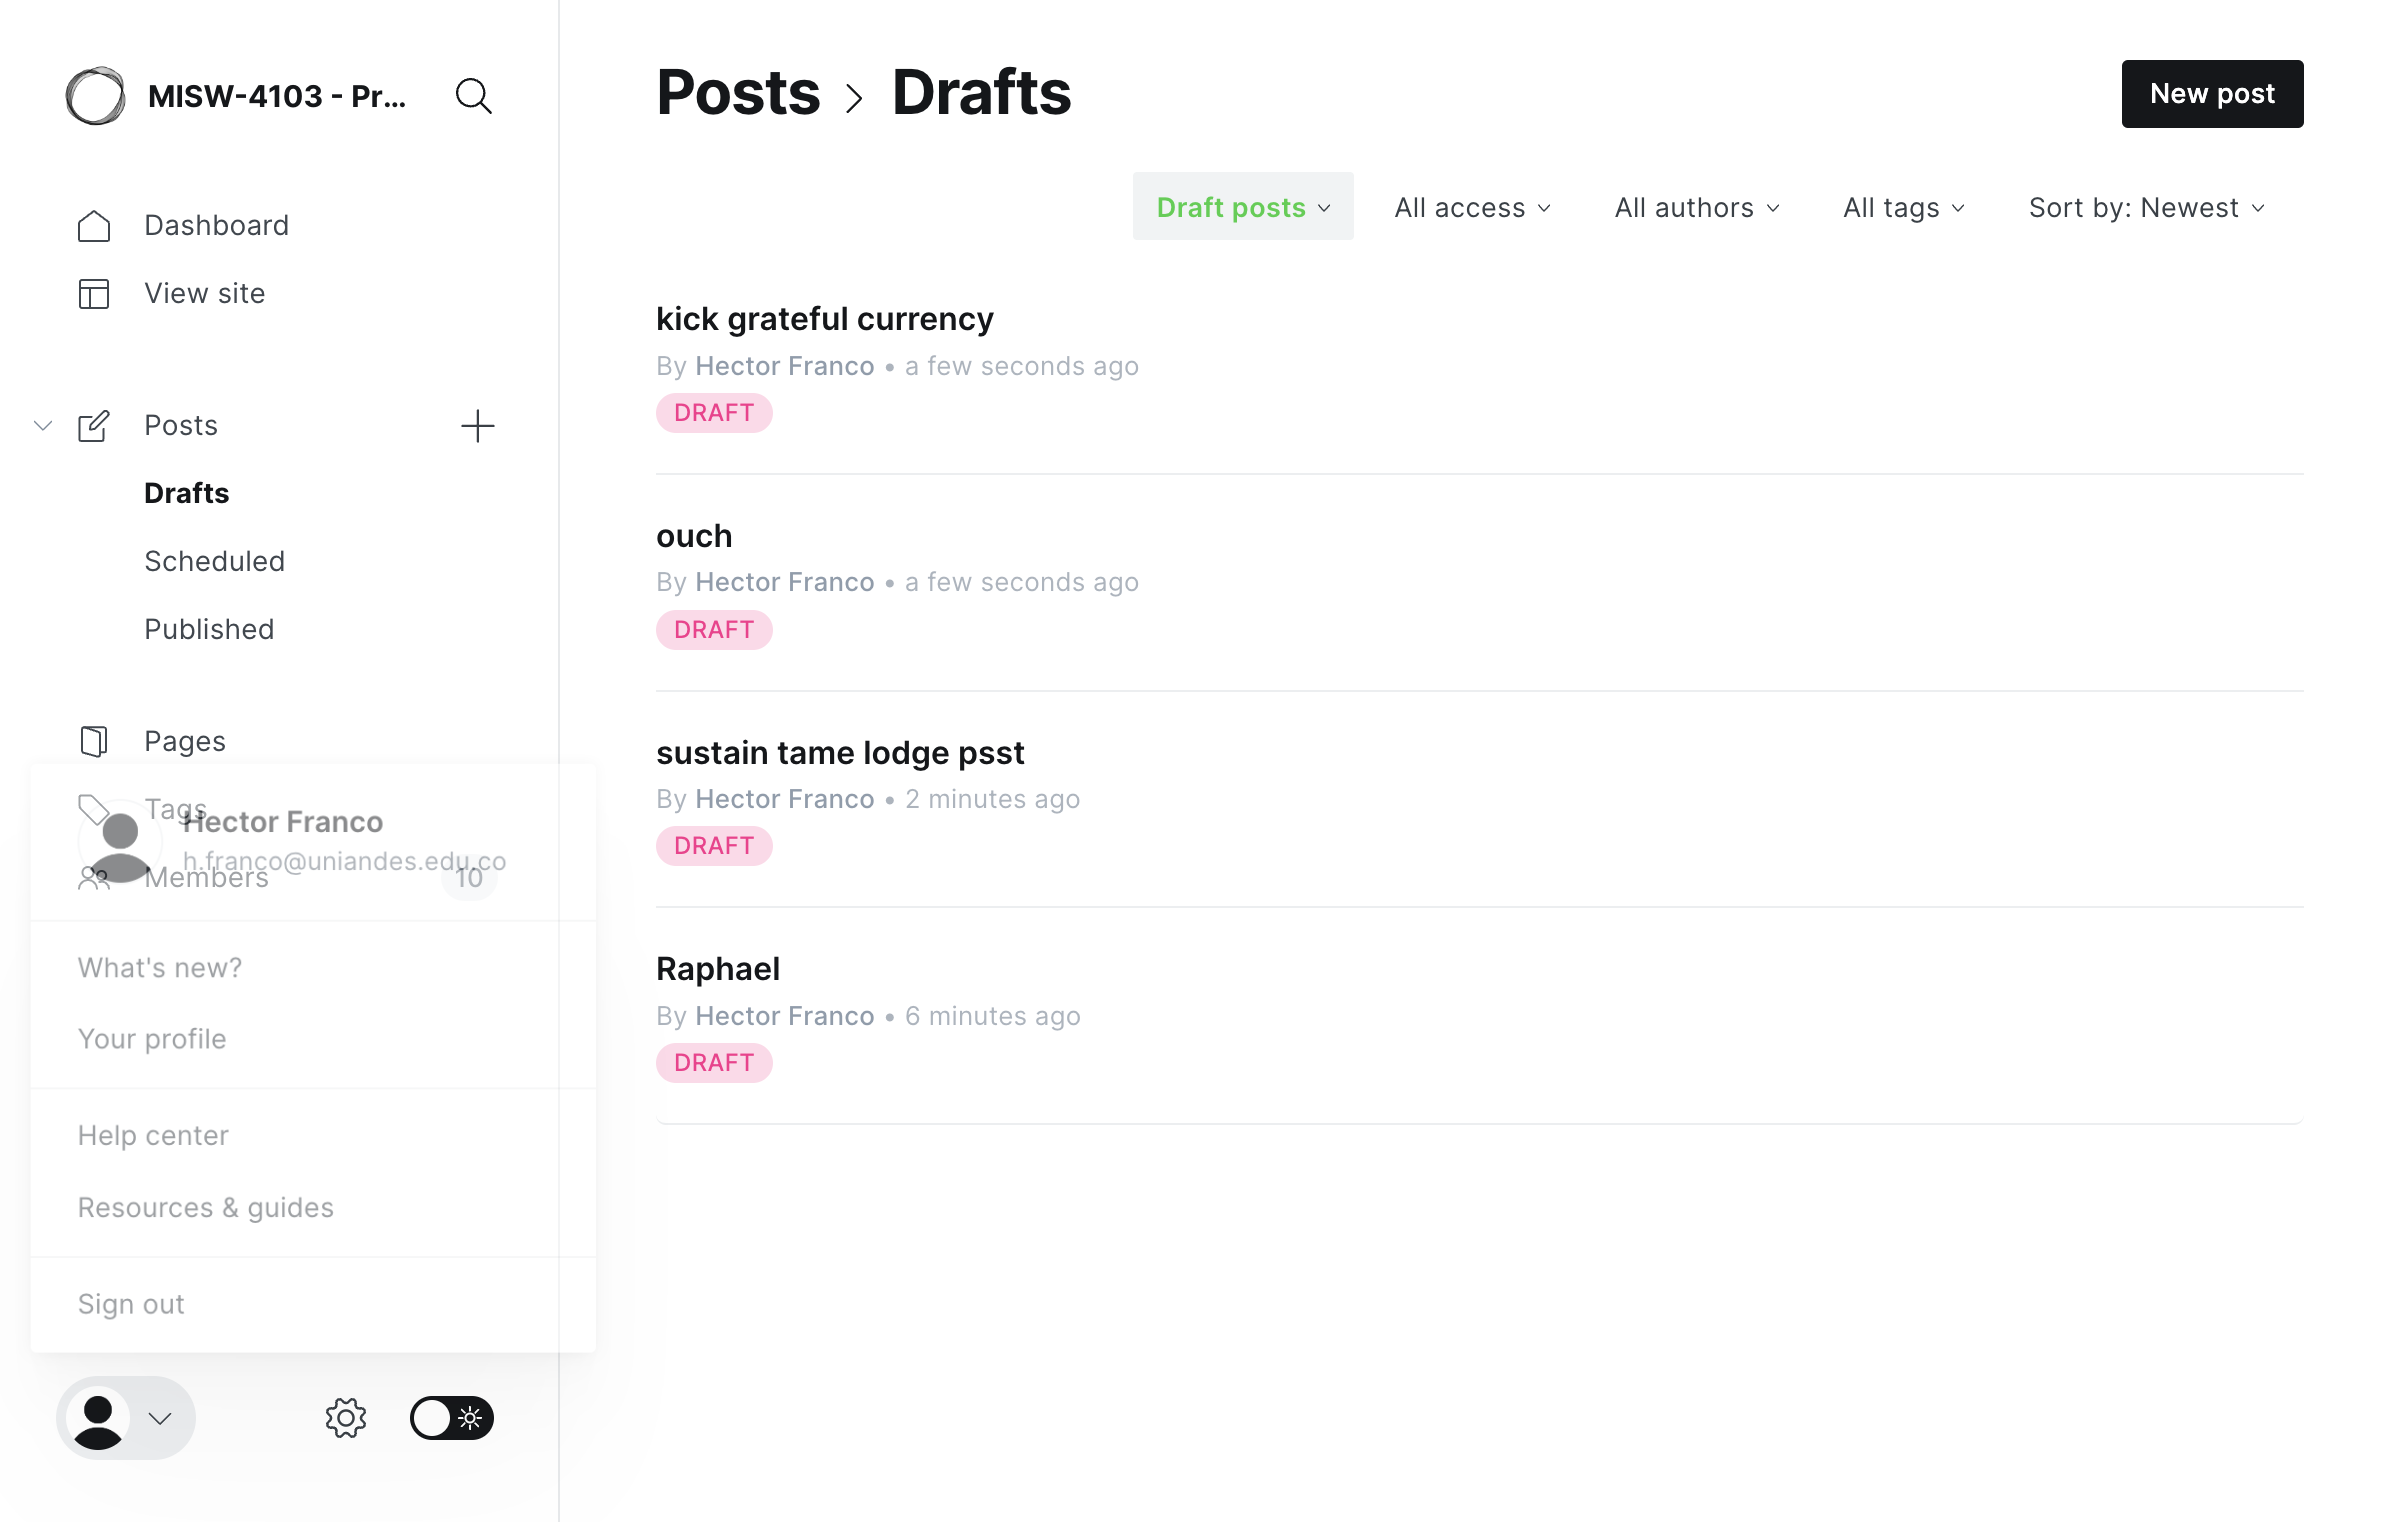 MISW-4103 - Pr...
Dashboard
View site
Posts
Drafts
Scheduled
Published
Pages
Tags
Members
10
Hector Franco
h.franco@uniandes.edu.co
What's new?
Your profile
Help center
Resources & guides
Sign out
Posts > Drafts
New post
Draft posts
All access
All authors
All tags
Sort by: Newest
kick grateful currency
By Hector Franco • a few seconds ago
DRAFT
ouch
By Hector Franco • a few seconds ago
DRAFT
sustain tame lodge psst
By Hector Franco • 2 minutes ago
DRAFT
Raphael
By Hector Franco • 6 minutes ago
DRAFT